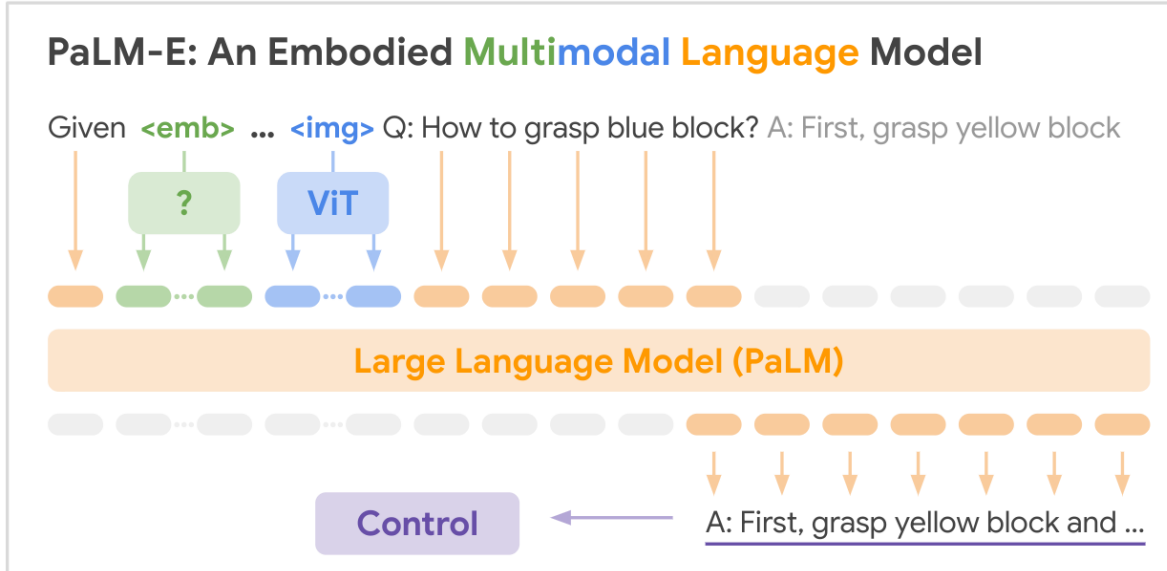 PaLM-E: An Embodied Multimodal Language Model
Given <emb> ... <img> Q: How to grasp blue block? A: First, grasp yellow block
? ViT
Large Language Model (PaLM)
Control
A: First, grasp yellow block and ...